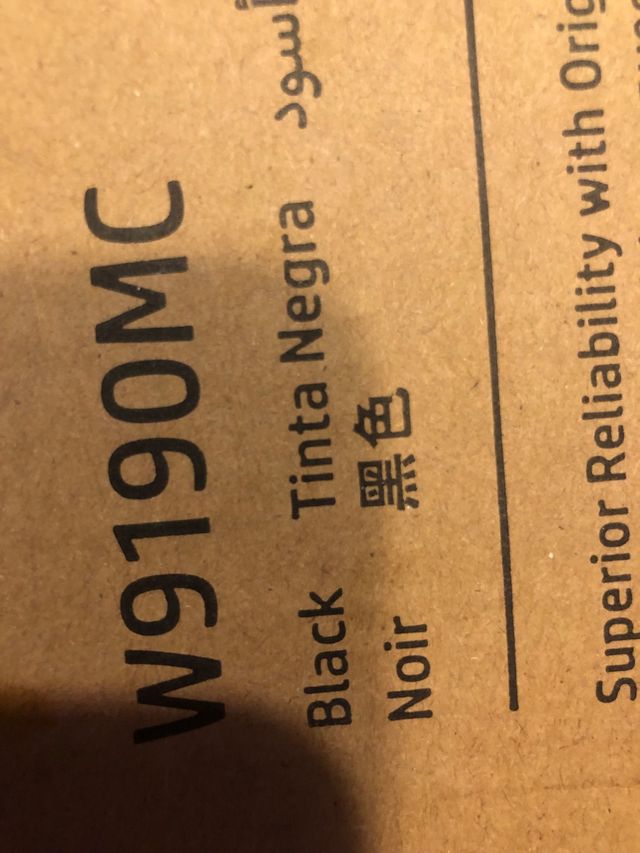 W9190MC
Black Tinta Negra أسود
Noir 黑色
Superior Reliability with Orig